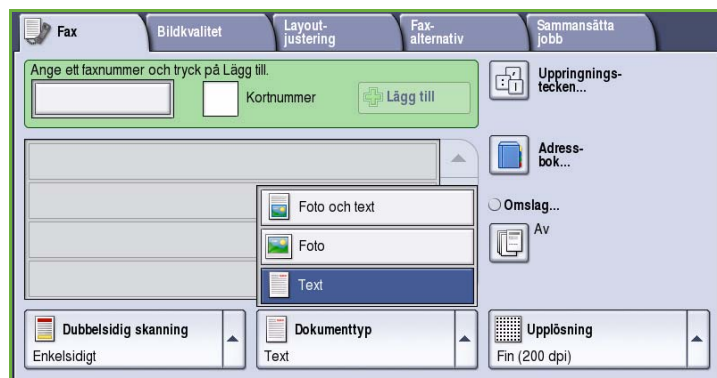 Fax
Bildkvalitet
Layout-
justering
Fax-
alternativ
Sammansätta
jobb
Ange ett faxnummer och tryck på Lägg till.
Kortnummer
Lägg till
Uppringnings-
tecken...
Adress-
bok...
Omslag...
Av
Foto och text
Foto
Text
Dubbelsidig skanning
Enkelsidigt
Dokumenttyp
Text
Upplösning
Fin (200 dpi)